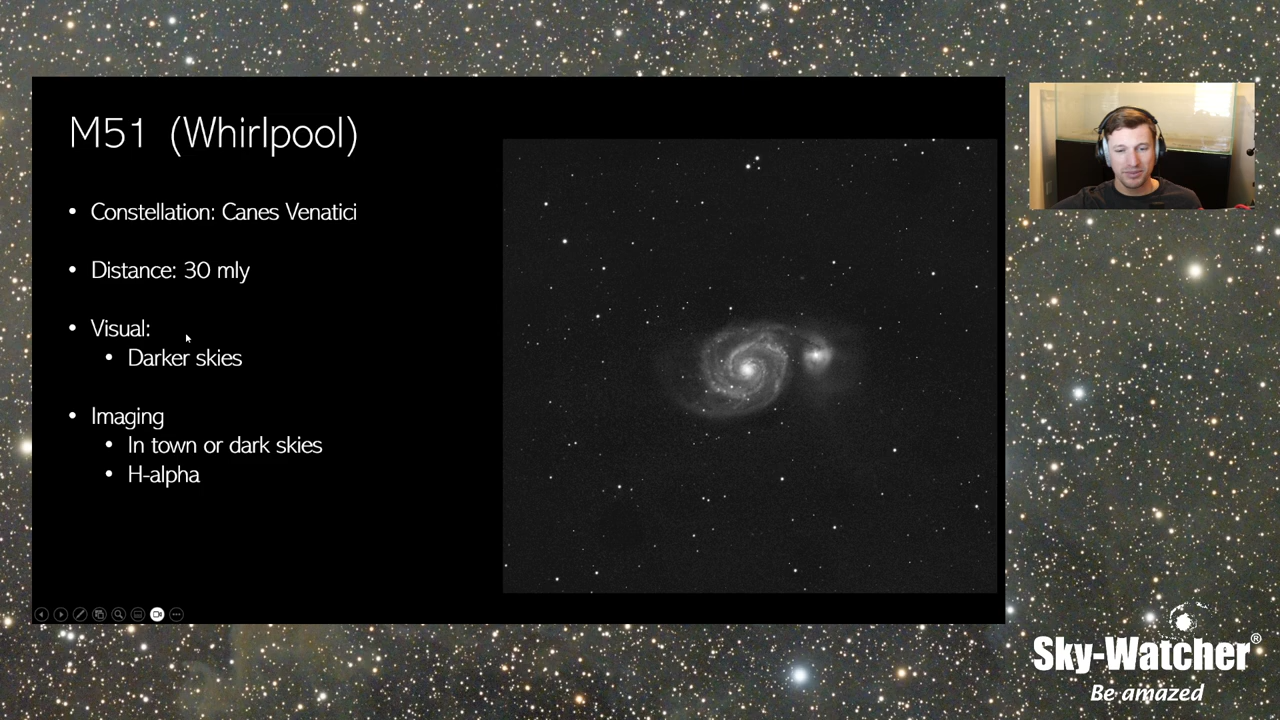 M51 (Whirlpool)
• Constellation: Canes Venatici
• Distance: 30 mly
• Visual:
• Darker skies
• Imaging
• In town or dark skies
• H-alpha
Sky-Watcher®
Be amazed